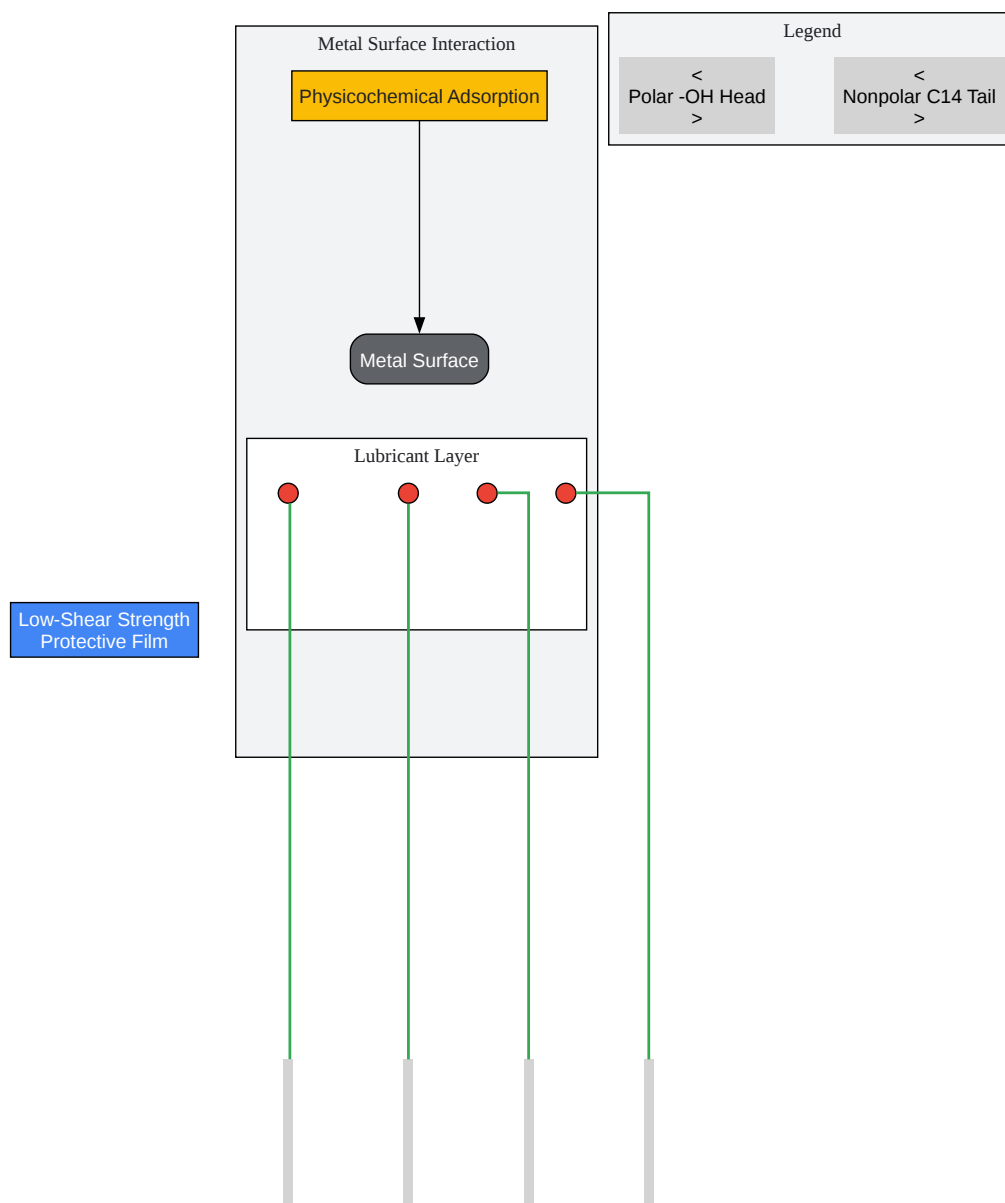 Metal Surface Interaction
Physicochemical Adsorption
Metal Surface
Lubricant Layer
Low-Shear Strength
Protective Film
Legend
<
Polar -OH Head
>
<
Nonpolar C14 Tail
>